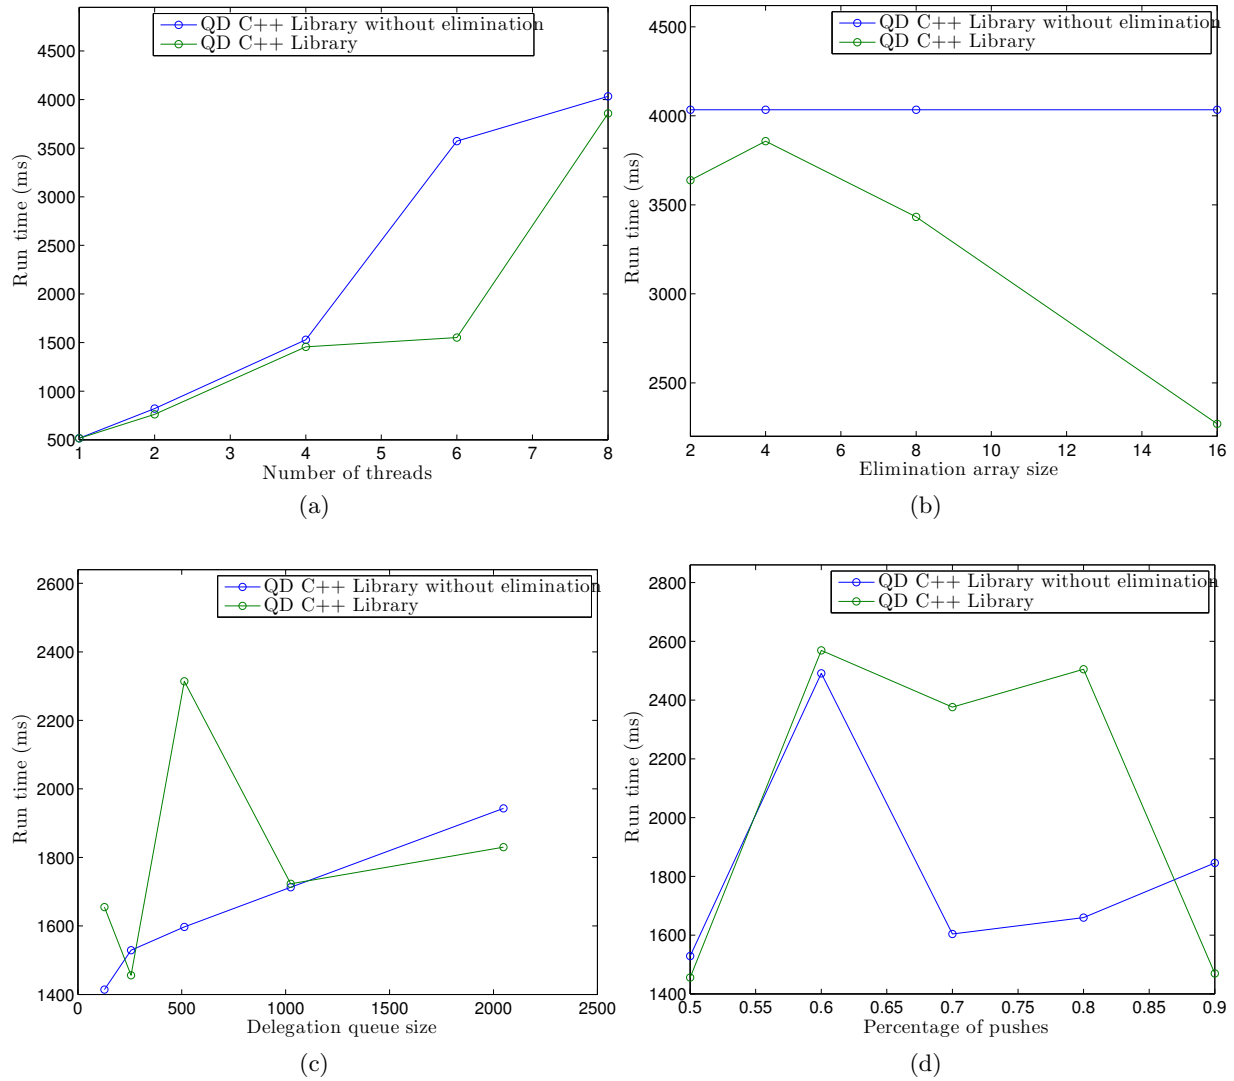 QD C++ Library without elimination
QD C++ Library
4500
4000
3500
3000
2500
2000
1500
1000
500
1 2 3 4 5 6 7 8
Run time (ms)
Number of threads
(a)
QD C++ Library without elimination
QD C++ Library
4500
4000
3500
3000
2500
2 4 6 8 10 12 14 16
Run time (ms)
Elimination array size
(b)
QD C++ Library without elimination
QD C++ Library
2600
2400
2200
2000
1800
1600
1400
0 500 1000 1500 2000 2500
Run time (ms)
Delegation queue size
(c)
QD C++ Library without elimination
QD C++ Library
2800
2600
2400
2200
2000
1800
1600
1400
0.5 0.55 0.6 0.65 0.7 0.75 0.8 0.85 0.9
Run time (ms)
Percentage of pushes
(d)